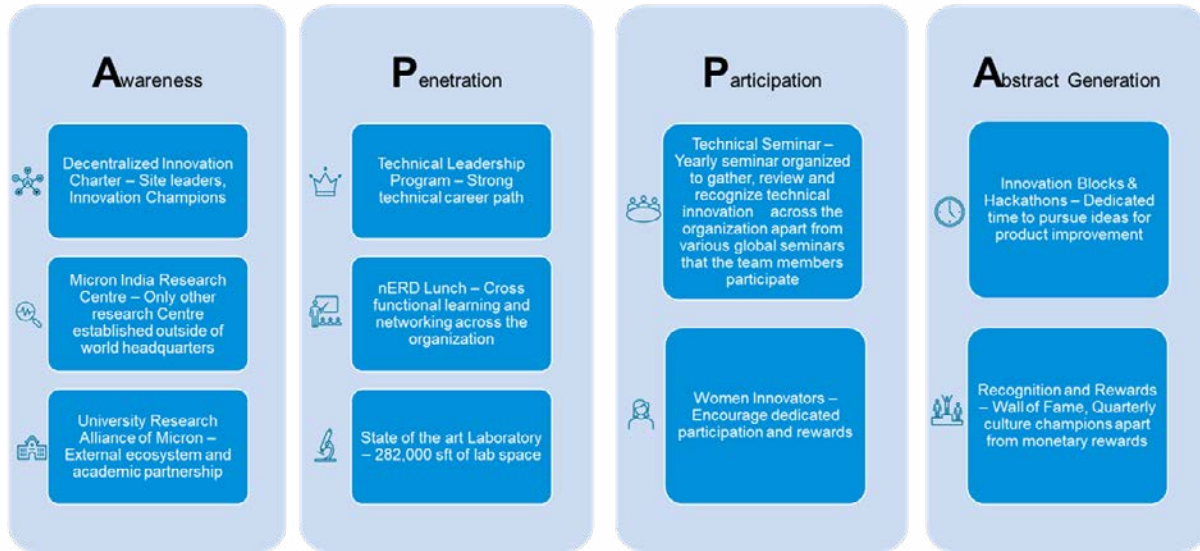 Awareness
Decentralized Innovation
Charter – Site leaders,
Innovation Champions
Micron India Research
Centre – Only other
research Centre
established outside of
world headquarters
University Research
Alliance of Micron –
External ecosystem and
academic partnership
Penetration
Technical Leadership
Program – Strong
technical career path
nERD Lunch – Cross
functional learning and
networking across the
organization
State of the art Laboratory
– 282,000 sft of lab space
Participation
Technical Seminar –
Yearly seminar organized
to gather, review and
recognize technical
innovation across the
organization apart from
various global seminars
that the team members
participate
Women Innovators –
Encourage dedicated
participation and rewards
Abstract Generation
Innovation Blocks &
Hackathons – Dedicated
time to pursue ideas for
product improvement
Recognition and Rewards
– Wall of Fame, Quarterly
culture champions apart
from monetary rewards